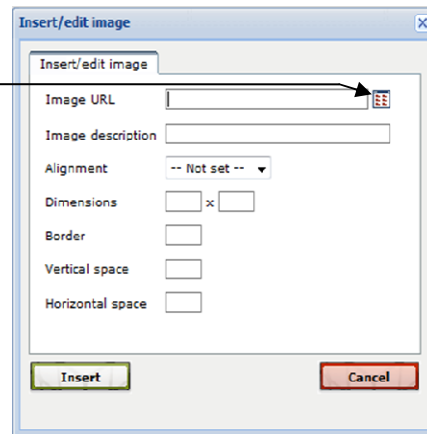 Insert/edit image
Insert/edit image
Image URL
Image description
Alignment -- Not set --
Dimensions x
Border
Vertical space
Horizontal space
Insert Cancel